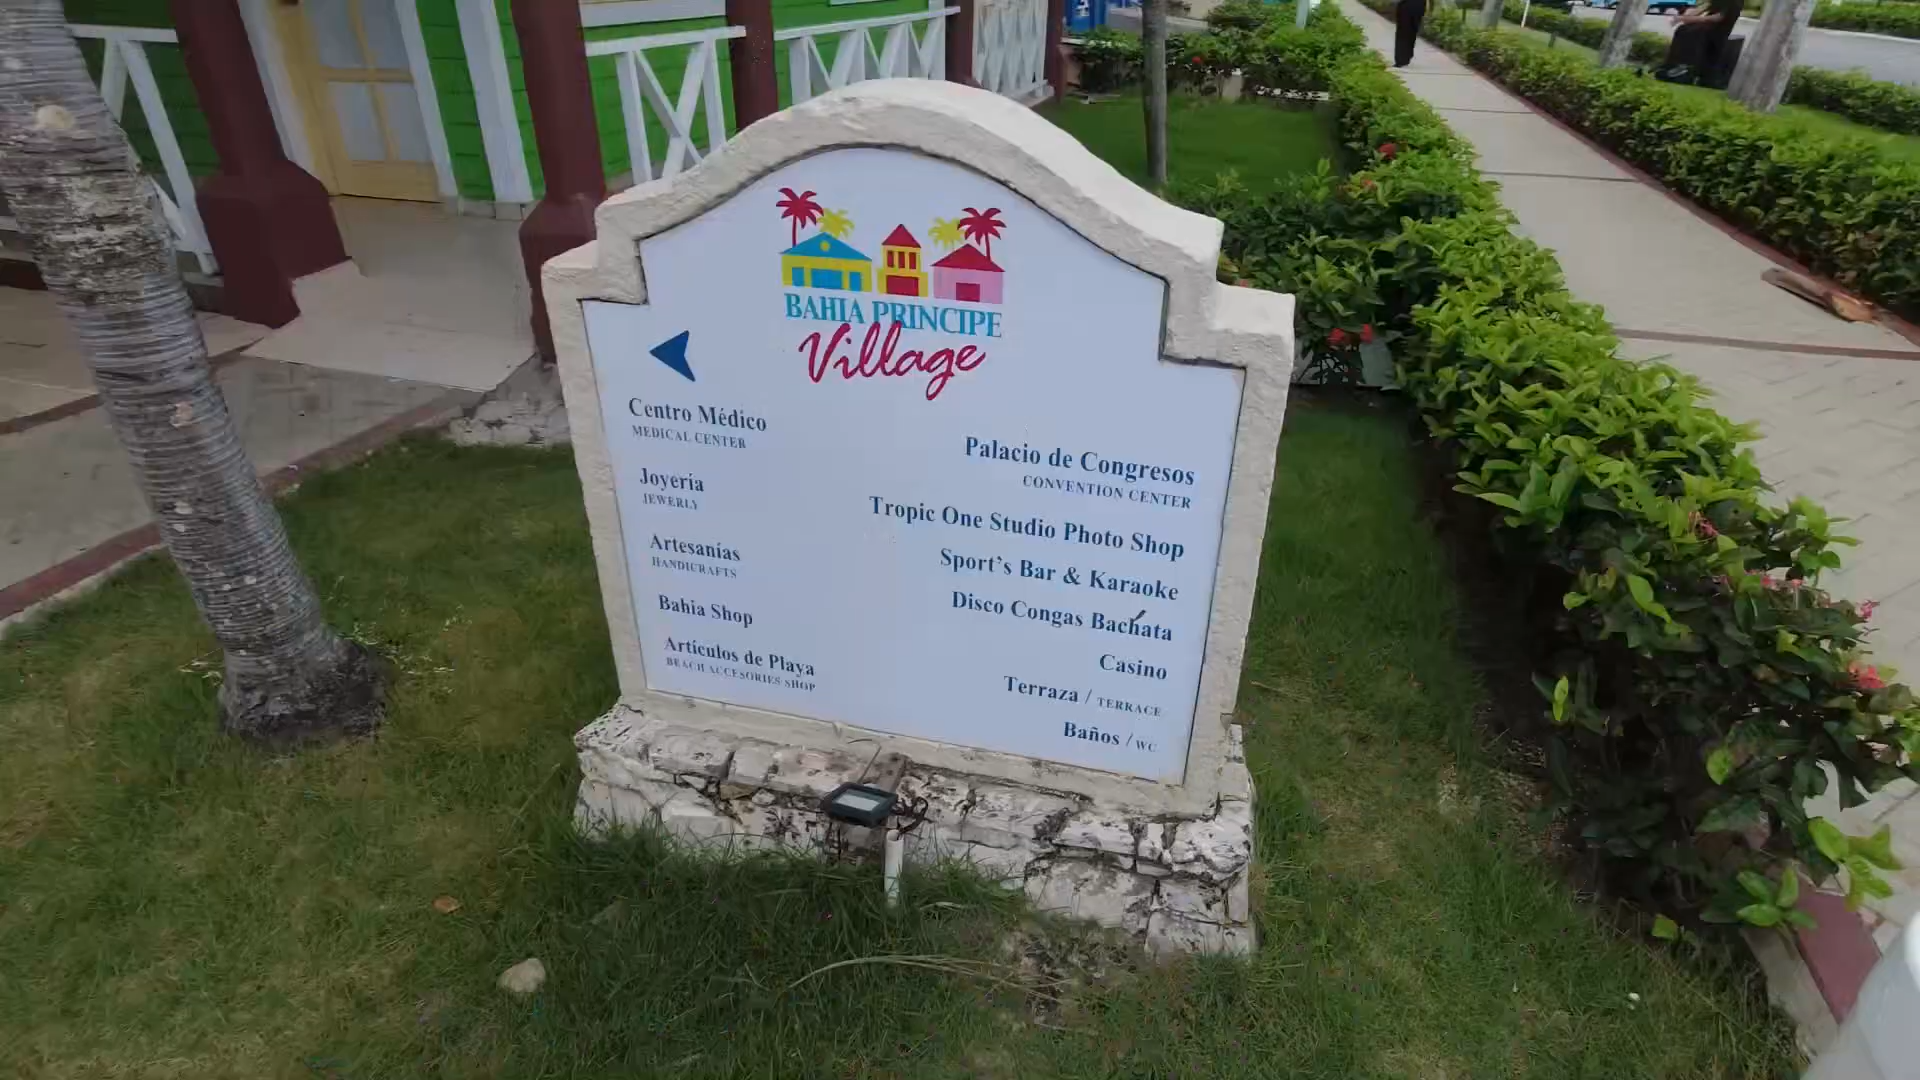 BAHIA PRINCIPE
Village
Centro Médico
MEDICAL CENTER
Joyería
JEWERLY
Artesanías
HANDICRAFTS
Bahia Shop
Artículos de Playa
BEACH ACCESORIES SHOP
Palacio de Congresos
CONVENTION CENTER
Tropic One Studio Photo Shop
Sport's Bar & Karaoke
Disco Congas Bachata
Casino
Terraza / TERRACE
Baños / WC